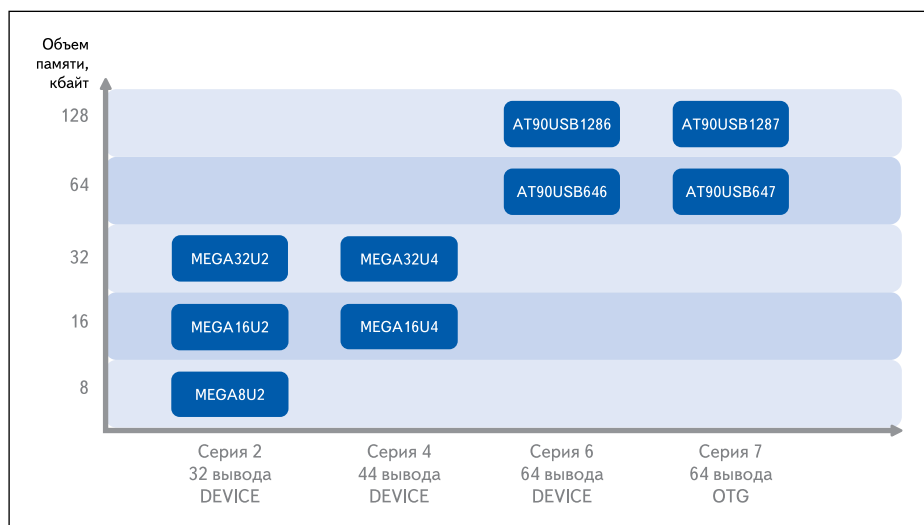 Объем
памяти,
кбайт
128
AT90USB1286
AT90USB1287
64
AT90USB646
AT90USB647
32
MEGA32U2
MEGA32U4
16
MEGA16U2
MEGA16U4
8
MEGA8U2
Серия 2
32 вывода
DEVICE
Серия 4
44 вывода
DEVICE
Серия 6
64 вывода
DEVICE
Серия 7
64 вывода
OTG